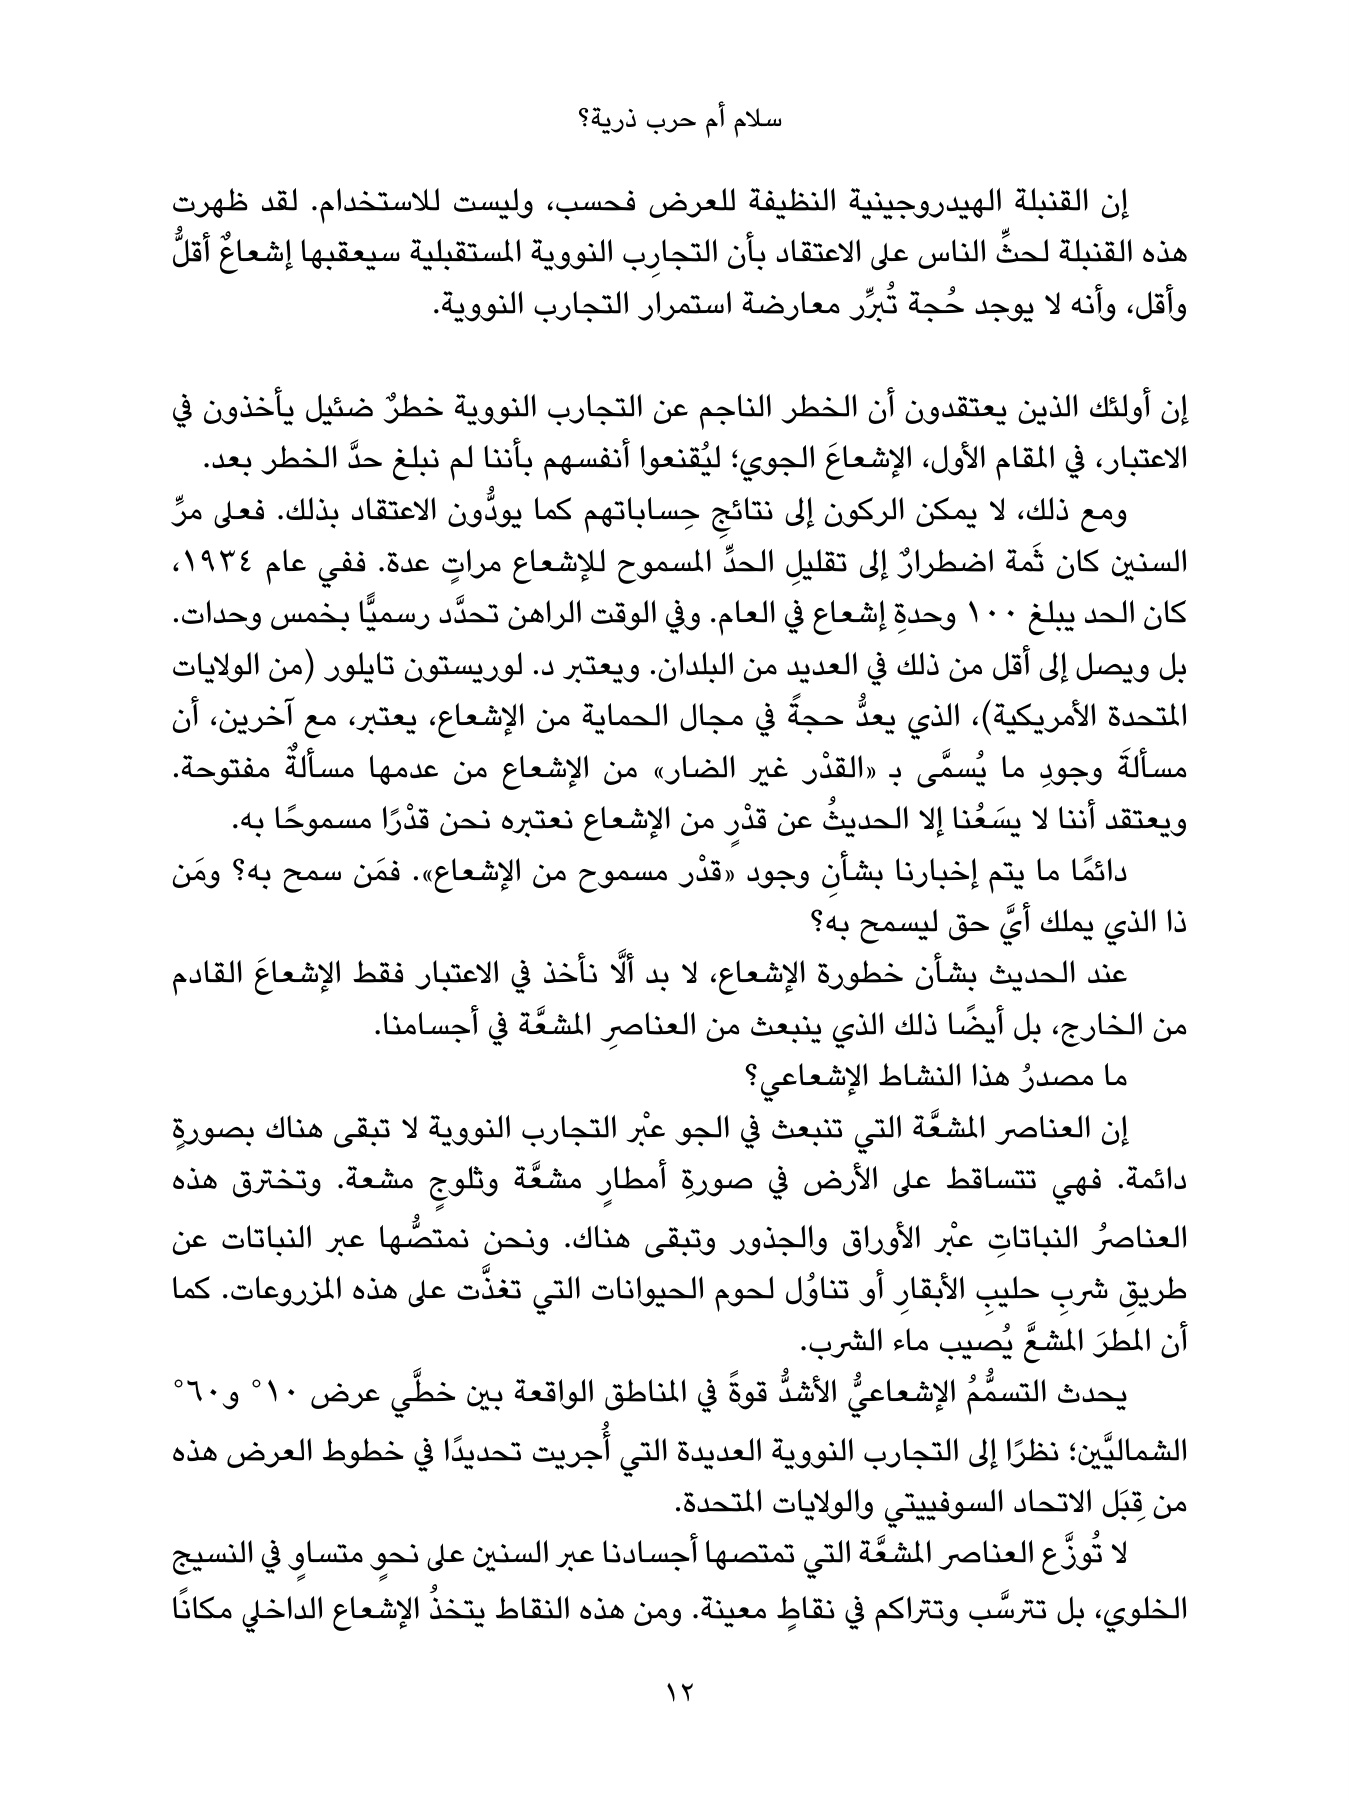 سلام أم حرب ذرية؟
إن القنبلة الهيدروجينية النظيفة للعرض فحسب، وليست للاستخدام. لقد ظهرت
هذه القنبلة لحثِّ الناس على الاعتقاد بأن التجارِب النووية المستقبلية سيعقبها إشعاعٌ أقلُّ
وأقل، وأنه لا يوجد حُجة تُبرِّر معارضة استمرار التجارب النووية.
إن أولئك الذين يعتقدون أن الخطر الناجم عن التجارب النووية خطرٌ ضئيل يأخذون في
الاعتبار، في المقام الأول، الإشعاعَ الجوي؛ ليُقنعوا أنفسهم بأننا لم نبلغ حدَّ الخطر بعد.
ومع ذلك، لا يمكن الركون إلى نتائجِ حِساباتهم كما يودُّون الاعتقاد بذلك. فعلى مرِّ
السنين كان ثَمة اضطرارٌ إلى تقليلِ الحدِّ المسموح للإشعاع مراتٍ عدة. ففي عام ١٩٣٤،
كان الحد يبلغ ١٠٠ وحدةِ إشعاع في العام. وفي الوقت الراهن تحدَّد رسميًّا بخمس وحدات.
بل ويصل إلى أقل من ذلك في العديد من البلدان. ويعتبر د. لوريستون تايلور (من الولايات
المتحدة الأمريكية)، الذي يعدُّ حجةً في مجال الحماية من الإشعاع، يعتبر، مع آخرين، أن
مسألةَ وجودِ ما يُسمَّى بـ «القدْر غير الضار» من الإشعاع من عدمها مسألةٌ مفتوحة.
ويعتقد أننا لا يسَعُنا إلا الحديثُ عن قدْرٍ من الإشعاع نعتبره نحن قدْرًا مسموحًا به.
دائمًا ما يتم إخبارنا بشأنِ وجود «قدْر مسموح من الإشعاع». فمَن سمح به؟ ومَن
ذا الذي يملك أيَّ حق ليسمح به؟
عند الحديث بشأن خطورة الإشعاع، لا بد ألَّا نأخذ في الاعتبار فقط الإشعاعَ القادم
من الخارج، بل أيضًا ذلك الذي ينبعث من العناصرِ المشعَّة في أجسامنا.
ما مصدرُ هذا النشاط الإشعاعي؟
إن العناصر المشعَّة التي تنبعث في الجو عبْر التجارب النووية لا تبقى هناك بصورةٍ
دائمة. فهي تتساقط على الأرض في صورةِ أمطارٍ مشعَّة وثلوجٍ مشعة. وتخترق هذه
العناصرُ النباتاتِ عبْر الأوراق والجذور وتبقى هناك. ونحن نمتصُّها عبر النباتات عن
طريقِ شربِ حليبِ الأبقارِ أو تناوُل لحوم الحيوانات التي تغذَّت على هذه المزروعات. كما
أن المطرَ المشعَّ يُصيب ماء الشرب.
يحدث التسمُّمُ الإشعاعيُّ الأشدُّ قوةً في المناطق الواقعة بين خطَّي عرض ١٠° و٦٠°
الشماليَّين؛ نظرًا إلى التجارب النووية العديدة التي أُجريت تحديدًا في خطوط العرض هذه
من قِبَل الاتحاد السوفييتي والولايات المتحدة.
لا تُوزَّع العناصر المشعَّة التي تمتصها أجسادنا عبر السنين على نحوٍ متساوٍ في النسيج
الخلوي، بل تترسَّب وتتراكم في نقاطٍ معينة. ومن هذه النقاط يتخذُ الإشعاع الداخلي مكانًا
١٢